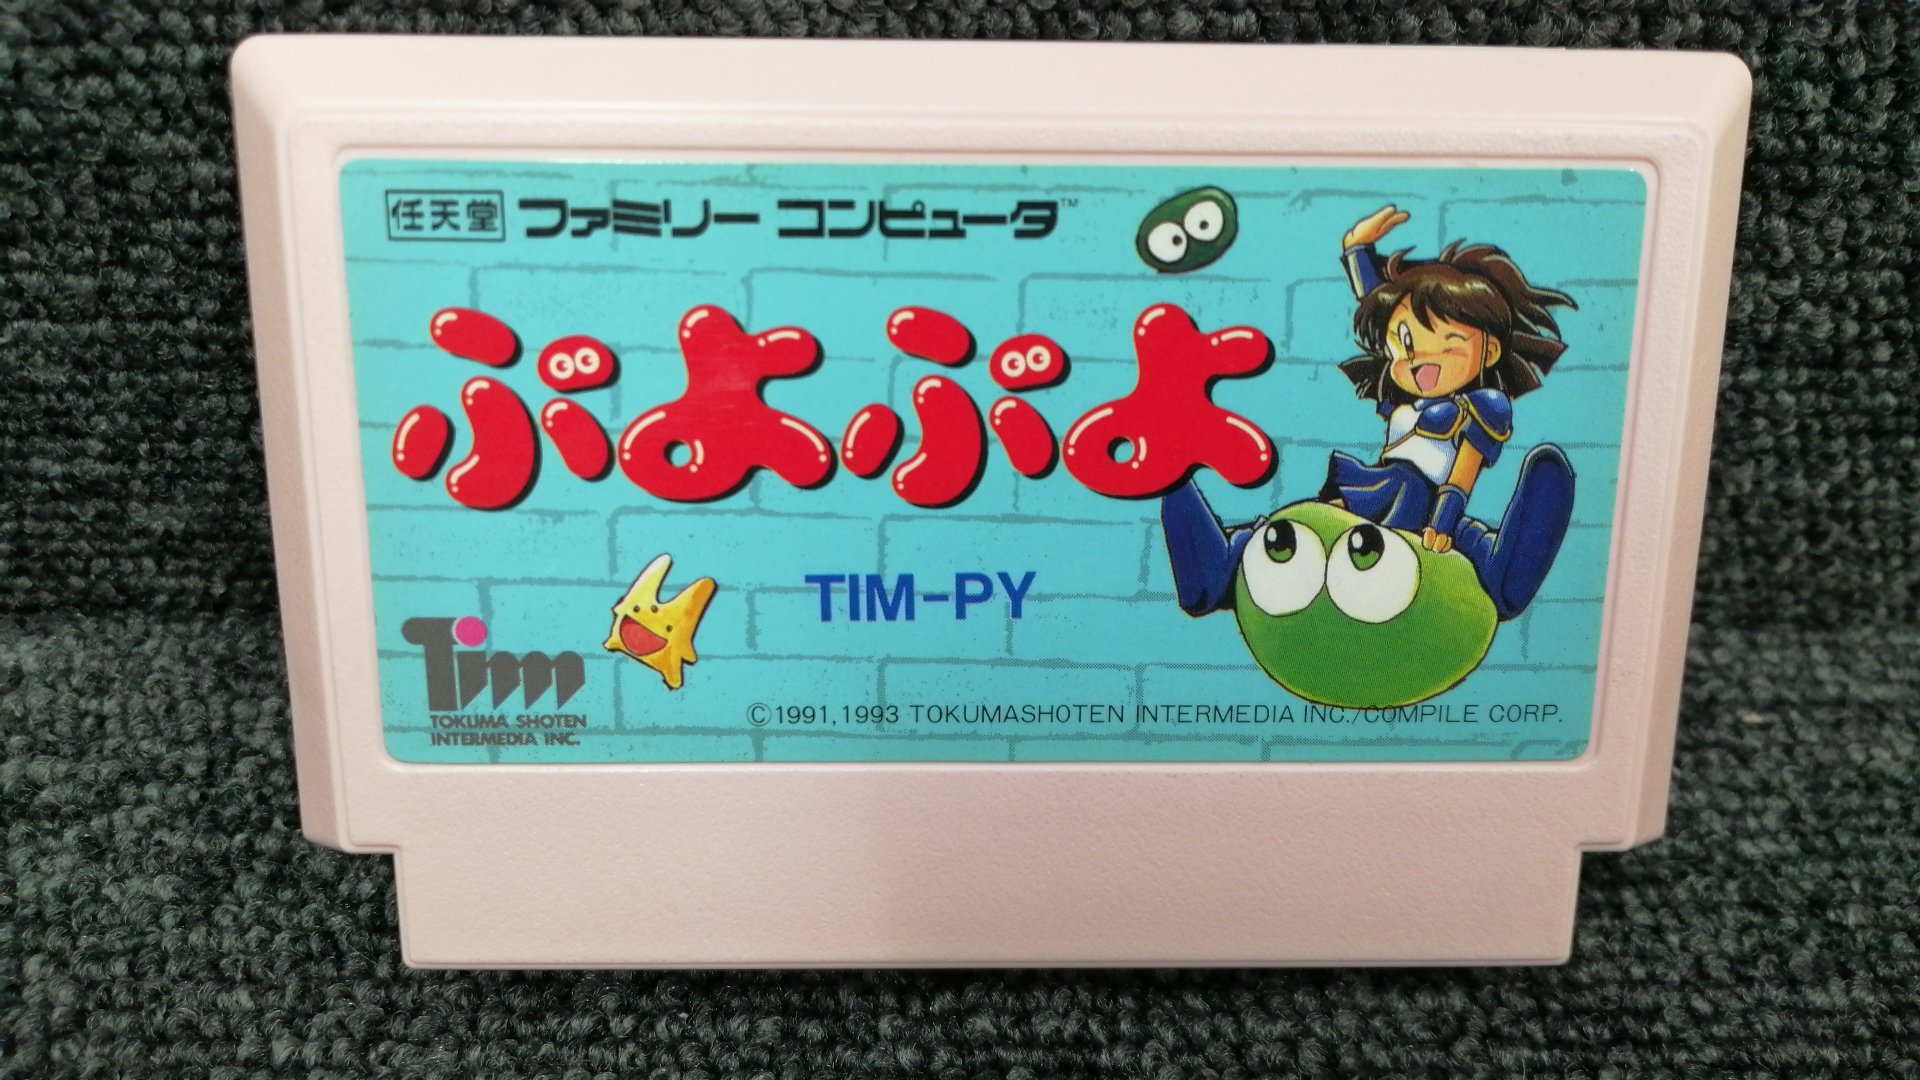 任天堂 ファミリー コンピュータ™
ぷよぷよ
TIM-PY
Tim
TOKUMA SHOTEN
INTERMEDIA INC.
©1991,1993 TOKUMASHOTEN INTERMEDIA INC./COMPILE CORP.